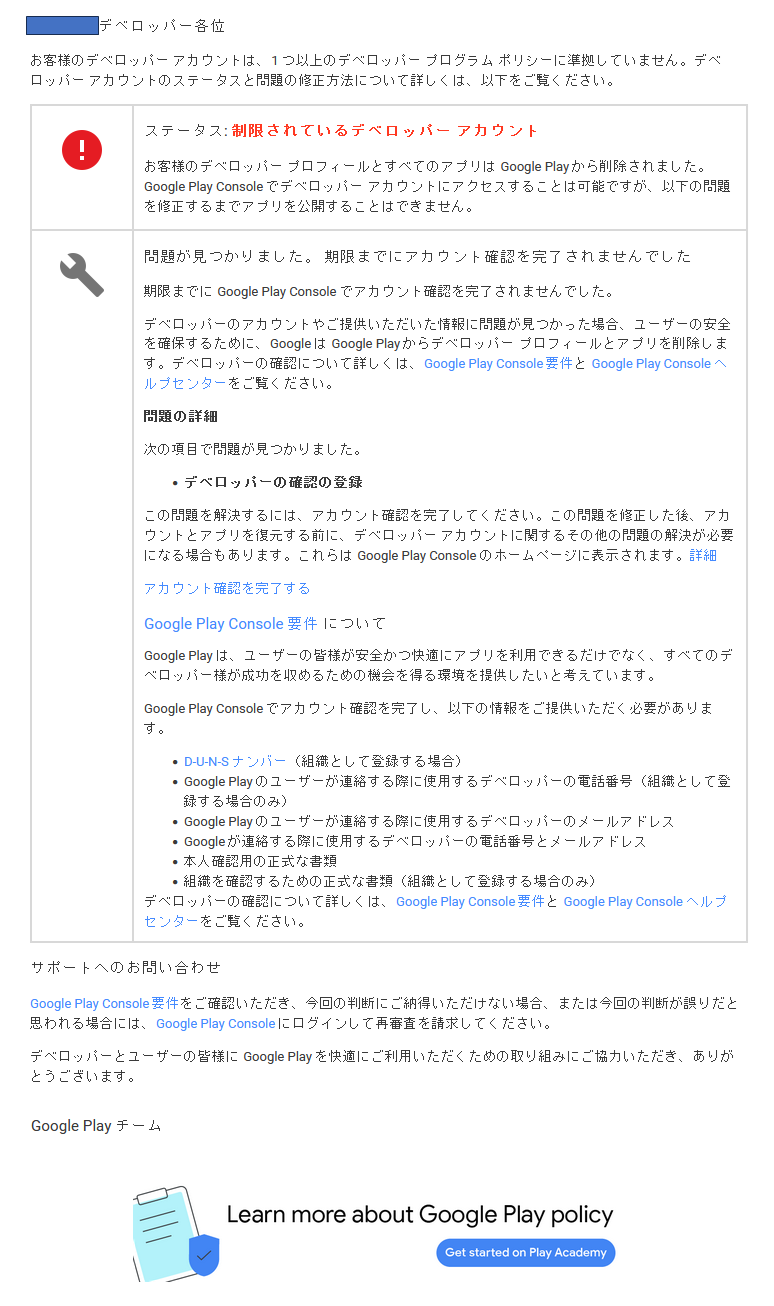 デベロッパー各位
お客様のデベロッパー アカウントは、1 つ以上のデベロッパー プログラム ポリシーに準拠していません。デベ
ロッパー アカウントのステータスと問題の修正方法について詳しくは、以下をご覧ください。
ステータス: 制限されているデベロッパー アカウント
お客様のデベロッパー プロフィールとすべてのアプリは Google Play から削除されました。
Google Play Console でデベロッパー アカウントにアクセスすることは可能ですが、以下の問題
を修正するまでアプリを公開することはできません。
問題が見つかりました。 期限までにアカウント確認を完了されませんでした
期限までに Google Play Console でアカウント確認を完了されませんでした。
デベロッパーのアカウントやご提供いただいた情報に問題が見つかった場合、ユーザーの安全
を確保するために、Google は Google Play からデベロッパー プロフィールとアプリを削除しま
す。デベロッパーの確認について詳しくは、Google Play Console 要件と Google Play Console ヘ
ルプセンターをご覧ください。
問題の詳細
次の項目で問題が見つかりました。
• デベロッパーの確認の登録
この問題を解決するには、アカウント確認を完了してください。この問題を修正した後、アカ
ウントとアプリを復元する前に、デベロッパー アカウントに関するその他の問題の解決が必要
になる場合もあります。これらは Google Play Console のホームページに表示されます。詳細
アカウント確認を完了する
Google Play Console 要件 について
Google Play は、ユーザーの皆様が安全かつ快適にアプリを利用できるだけでなく、すべてのデ
ベロッパー様が成功を収めるための機会を得る環境を提供したいと考えています。
Google Play Console でアカウント確認を完了し、以下の情報をご提供いただく必要がありま
す。
• D-U-N-S ナンバー（組織として登録する場合）
• Google Play のユーザーが連絡する際に使用するデベロッパーの電話番号（組織として登
録する場合のみ）
• Google Play のユーザーが連絡する際に使用するデベロッパーのメールアドレス
• Google が連絡する際に使用するデベロッパーの電話番号とメールアドレス
• 本人確認用の正式な書類
• 組織を確認するための正式な書類（組織として登録する場合のみ）
デベロッパーの確認について詳しくは、Google Play Console 要件と Google Play Console ヘルプ
センターをご覧ください。
サポートへのお問い合わせ
Google Play Console 要件をご確認いただき、今回の判断にご納得いただけない場合、または今回の判断が誤りだと
思われる場合には、Google Play Console にログインして再審査を請求してください。
デベロッパーとユーザーの皆様に Google Play を快適にご利用いただくための取り組みにご協力いただき、ありが
とうございます。
Google Play チーム
Learn more about Google Play policy
Get started on Play Academy